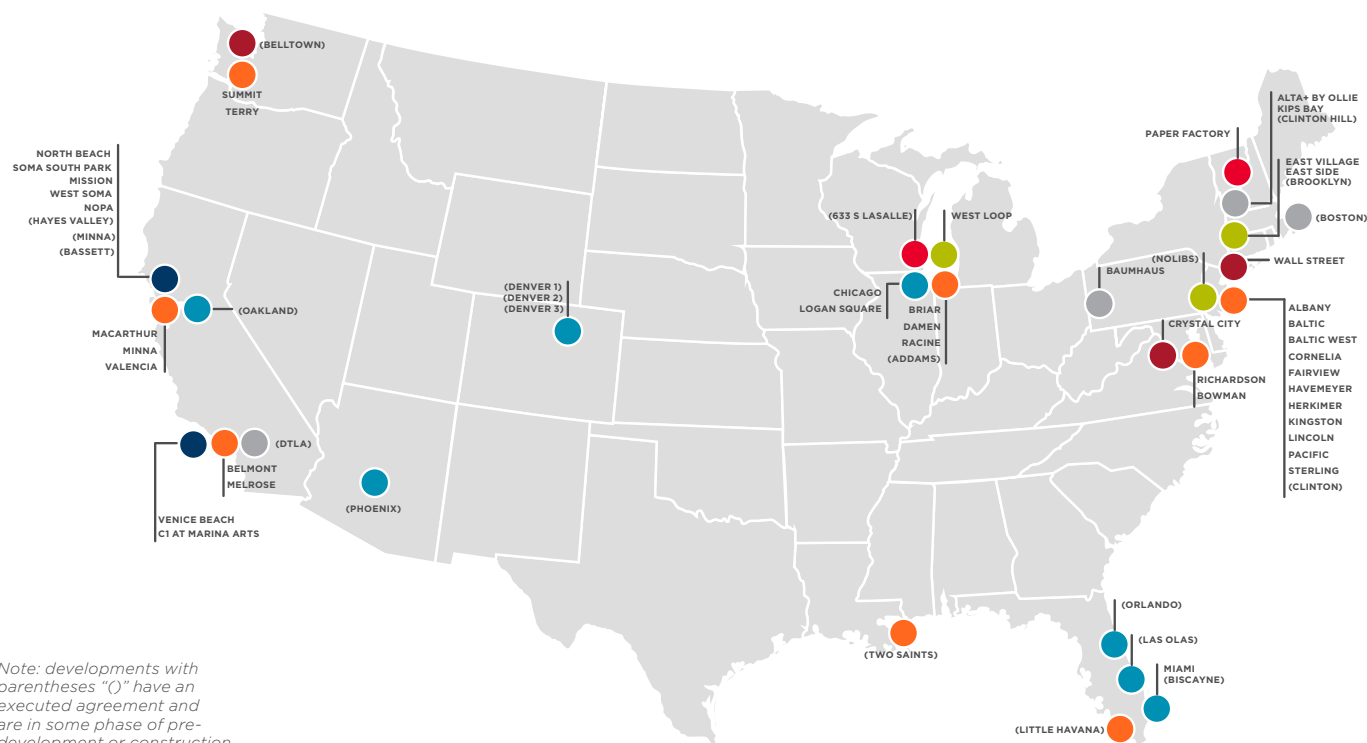 (BELLTOWN)
SUMMIT
TERRY
NORTH BEACH
SOMA SOUTH PARK
MISSION
WEST SOMA
NOPA
(HAYES VALLEY)
(MINNA)
(BASSETT)
(OAKLAND)
MACARTHUR
MINNA
VALENCIA
(DTLA)
BELMONT
MELROSE
VENICE BEACH
C1 AT MARINA ARTS
(PHOENIX)
(DENVER 1)
(DENVER 2)
(DENVER 3)
(633 S LASALLE)
WEST LOOP
CHICAGO
LOGAN SQUARE
BRIAR
DAMEN
RACINE
(ADDAMS)
PAPER FACTORY
ALTA+ BY OLLIE
KIPS BAY
(CLINTON HILL)
EAST VILLAGE
EAST SIDE
(BROOKLYN)
(BOSTON)
WALL STREET
(NOLIBS)
BAUMHAUS
CRYSTAL CITY
RICHARDSON
BOWMAN
ALBANY
BALTIC
BALTIC WEST
CORNELIA
FAIRVIEW
HAVEMEYER
HERKIMER
KINGSTON
LINCOLN
PACIFIC
STERLING
(CLINTON)
(TWO SAINTS)
(ORLANDO)
(LAS OLAS)
MIAMI
(BISCAYNE)
(LITTLE HAVANA)
Note: developments with
parentheses “()” have an
executed agreement and
are in some phase of pre-
development or construction